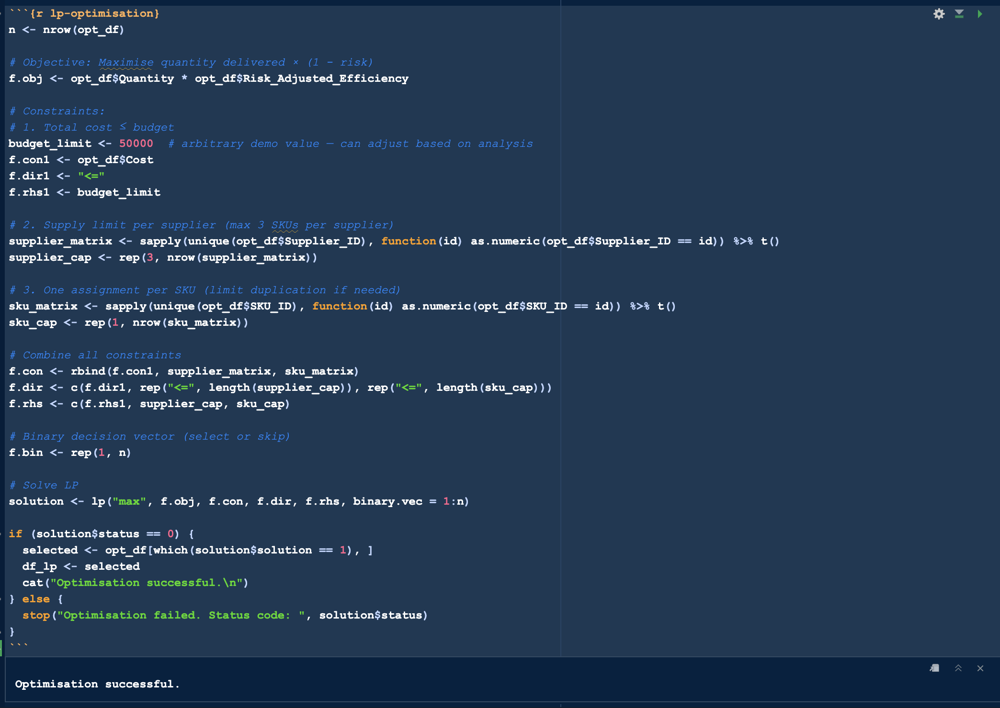 ```{r lp-optimisation}
n <- nrow(opt_df)
# Objective: Maximise quantity delivered × (1 - risk)
f.obj <- opt_df$Quantity * opt_df$Risk_Adjusted_Efficiency
# Constraints:
# 1. Total cost ≤ budget
budget_limit <- 50000  # arbitrary demo value — can adjust based on analysis
f.con1 <- opt_df$Cost
f.dir1 <- "<="
f.rhs1 <- budget_limit
# 2. Supply limit per supplier (max 3 SKUs per supplier)
supplier_matrix <- sapply(unique(opt_df$Supplier_ID), function(id) as.numeric(opt_df$Supplier_ID == id)) %>% t()
supplier_cap <- rep(3, nrow(supplier_matrix))
# 3. One assignment per SKU (limit duplication if needed)
sku_matrix <- sapply(unique(opt_df$SKU_ID), function(id) as.numeric(opt_df$SKU_ID == id)) %>% t()
sku_cap <- rep(1, nrow(sku_matrix))
# Combine all constraints
f.con <- rbind(f.con1, supplier_matrix, sku_matrix)
f.dir <- c(f.dir1, rep("<=", length(supplier_cap)), rep("<=", length(sku_cap)))
f.rhs <- c(f.rhs1, supplier_cap, sku_cap)
# Binary decision vector (select or skip)
f.bin <- rep(1, n)
# Solve LP
solution <- lp("max", f.obj, f.con, f.dir, f.rhs, binary.vec = 1:n)
if (solution$status == 0) {
  selected <- opt_df[which(solution$solution == 1), ]
  df_lp <- selected
  cat("Optimisation successful.\n")
} else {
  stop("Optimisation failed. Status code: ", solution$status)
}
```
Optimisation successful.